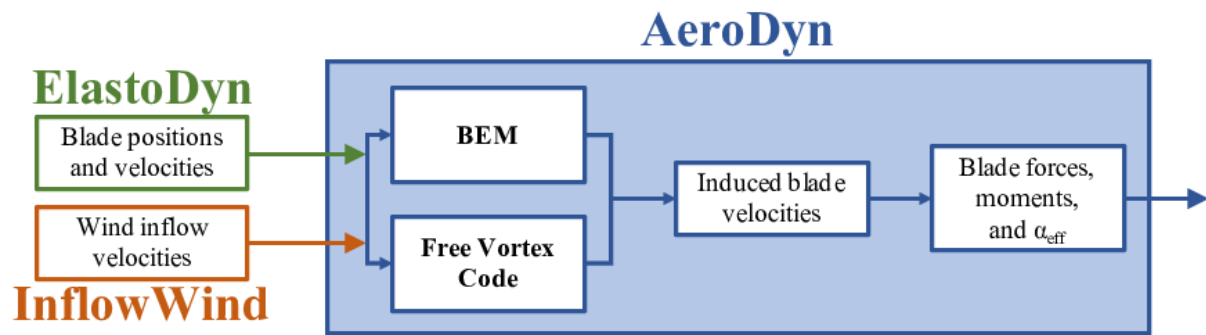 AeroDyn
ElastoDyn
Blade positions
and velocities
Wind inflow
velocities
InflowWind
BEM
Free Vortex
Code
Induced blade
velocities
Blade forces,
moments,
and α_eff